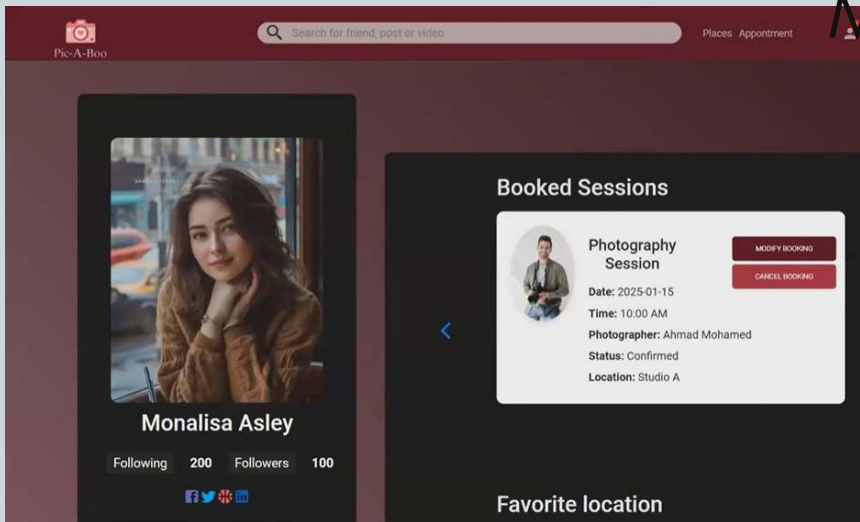 Pic-A-Boo
Search for friend, post or video
Places Appontment
Monalisa Asley
Following 200 Followers 100
Booked Sessions
Photography
Session
MODIFY BOOKING
CANCEL BOOKING
Date: 2025-01-15
Time: 10:00 AM
Photographer: Ahmad Mohamed
Status: Confirmed
Location: Studio A
Favorite location